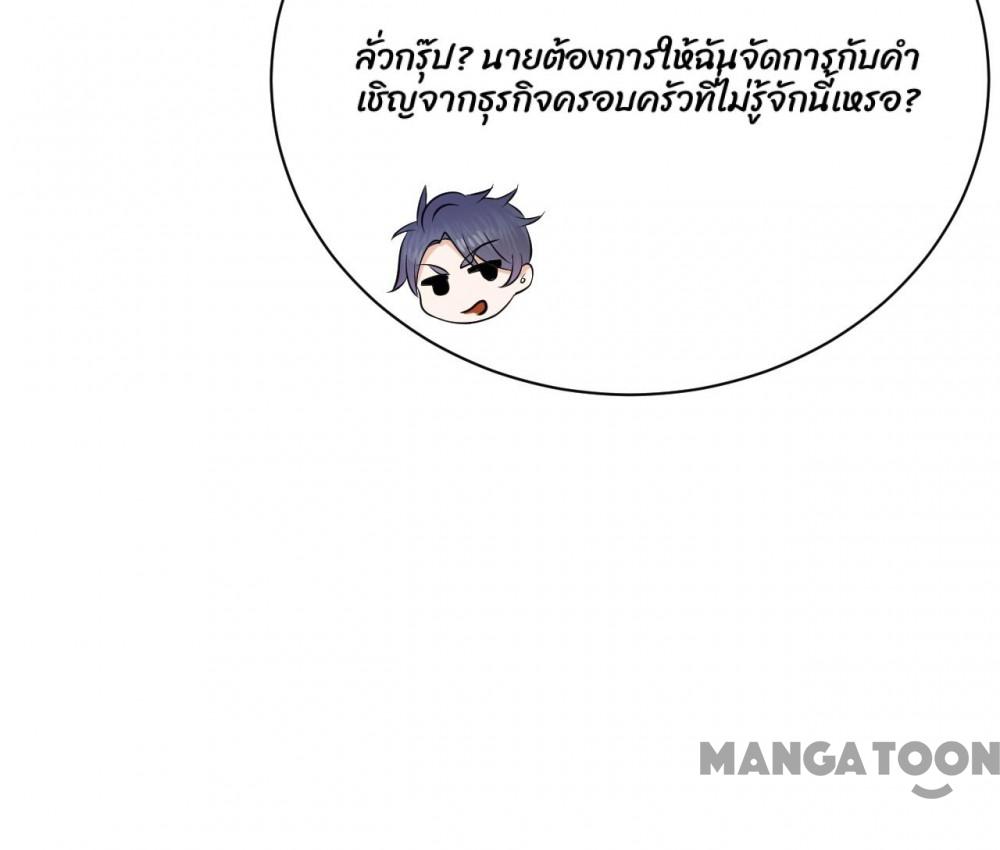 ลั่วกรุ๊ป? นายต้องการให้ฉันจัดการกับคำ
เชิญจากธุรกิจครอบครัวที่ไม่รู้จักนี้เหรอ?
MANGATOON